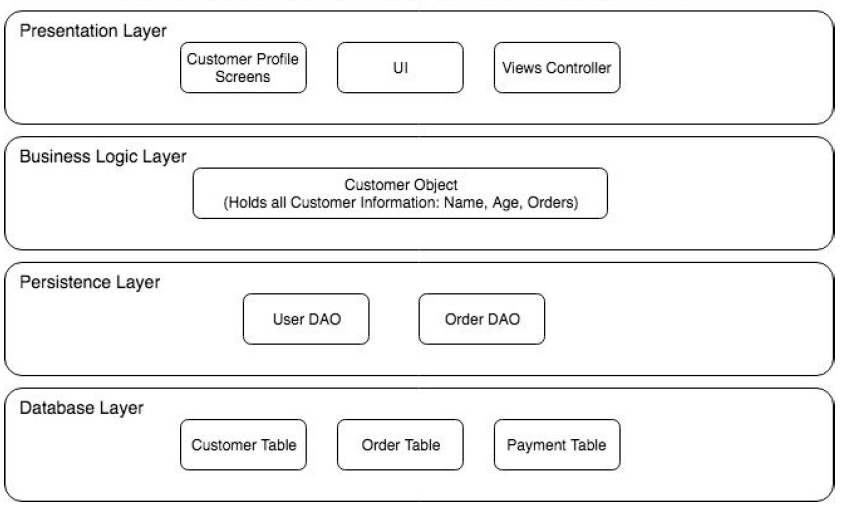 Presentation Layer
Customer Profile
Screens
UI
Views Controller
Business Logic Layer
Customer Object
(Holds all Customer Information: Name, Age, Orders)
Persistence Layer
User DAO
Order DAO
Database Layer
Customer Table
Order Table
Payment Table